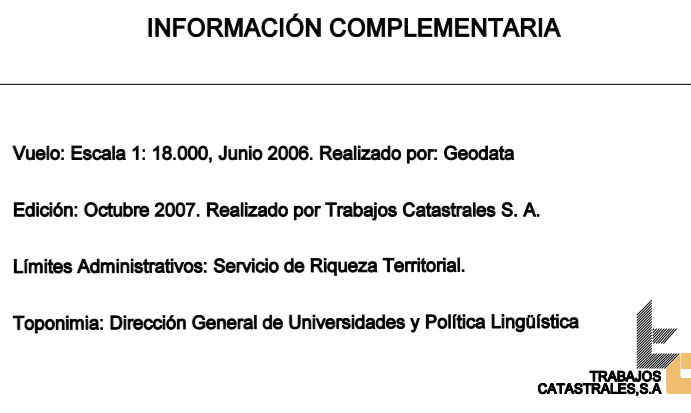 INFORMACIÓN COMPLEMENTARIA
Vuelo: Escala 1: 18.000, Junio 2006. Realizado por: Geodata
Edición: Octubre 2007. Realizado por Trabajos Catastrales S. A.
Límites Administrativos: Servicio de Riqueza Territorial.
Toponimia: Dirección General de Universidades y Política Lingüística
TRABAJOS
CATASTRALES,S.A